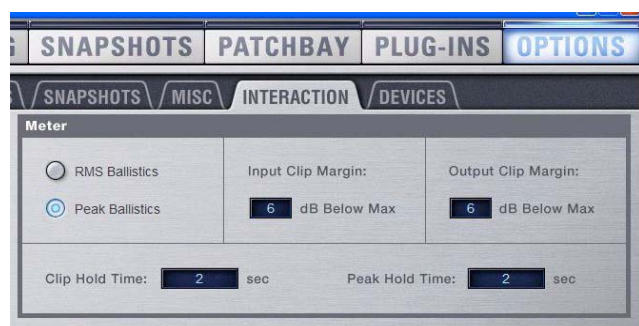 SNAPSHOTS PATCHBAY PLUG-INS OPTIONS
SNAPSHOTS MISC INTERACTION DEVICES
Meter
RMS Ballistics
Peak Ballistics
Input Clip Margin:
6 dB Below Max
Output Clip Margin:
6 dB Below Max
Clip Hold Time: 2 sec
Peak Hold Time: 2 sec